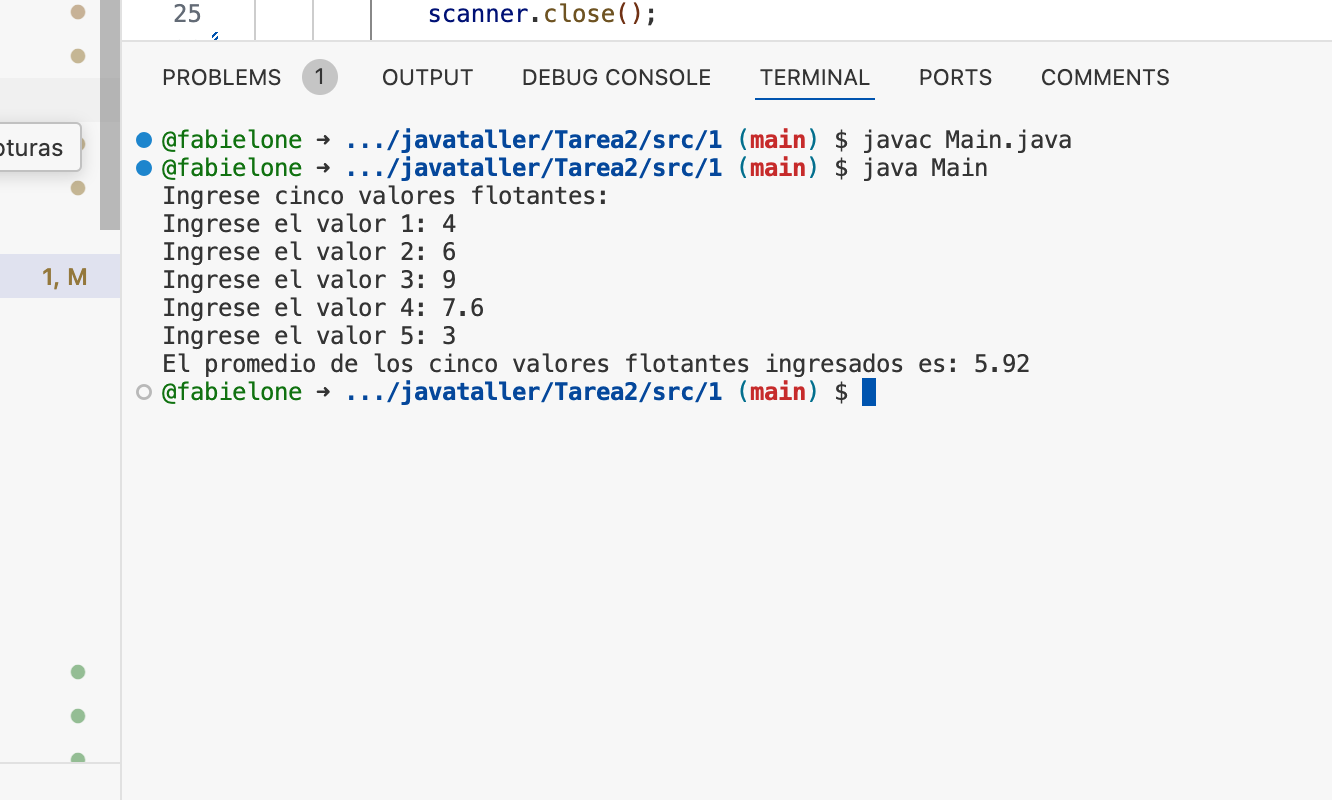 25 scanner.close();
PROBLEMS 1 OUTPUT DEBUG CONSOLE TERMINAL PORTS COMMENTS
@fabielone ➜ .../javataller/Tarea2/src/1 (main) $ javac Main.java
pturas
@fabielone ➜ .../javataller/Tarea2/src/1 (main) $ java Main
Ingrese cinco valores flotantes:
Ingrese el valor 1: 4
Ingrese el valor 2: 6
1, M
Ingrese el valor 3: 9
Ingrese el valor 4: 7.6
Ingrese el valor 5: 3
El promedio de los cinco valores flotantes ingresados es: 5.92
@fabielone ➜ .../javataller/Tarea2/src/1 (main) $